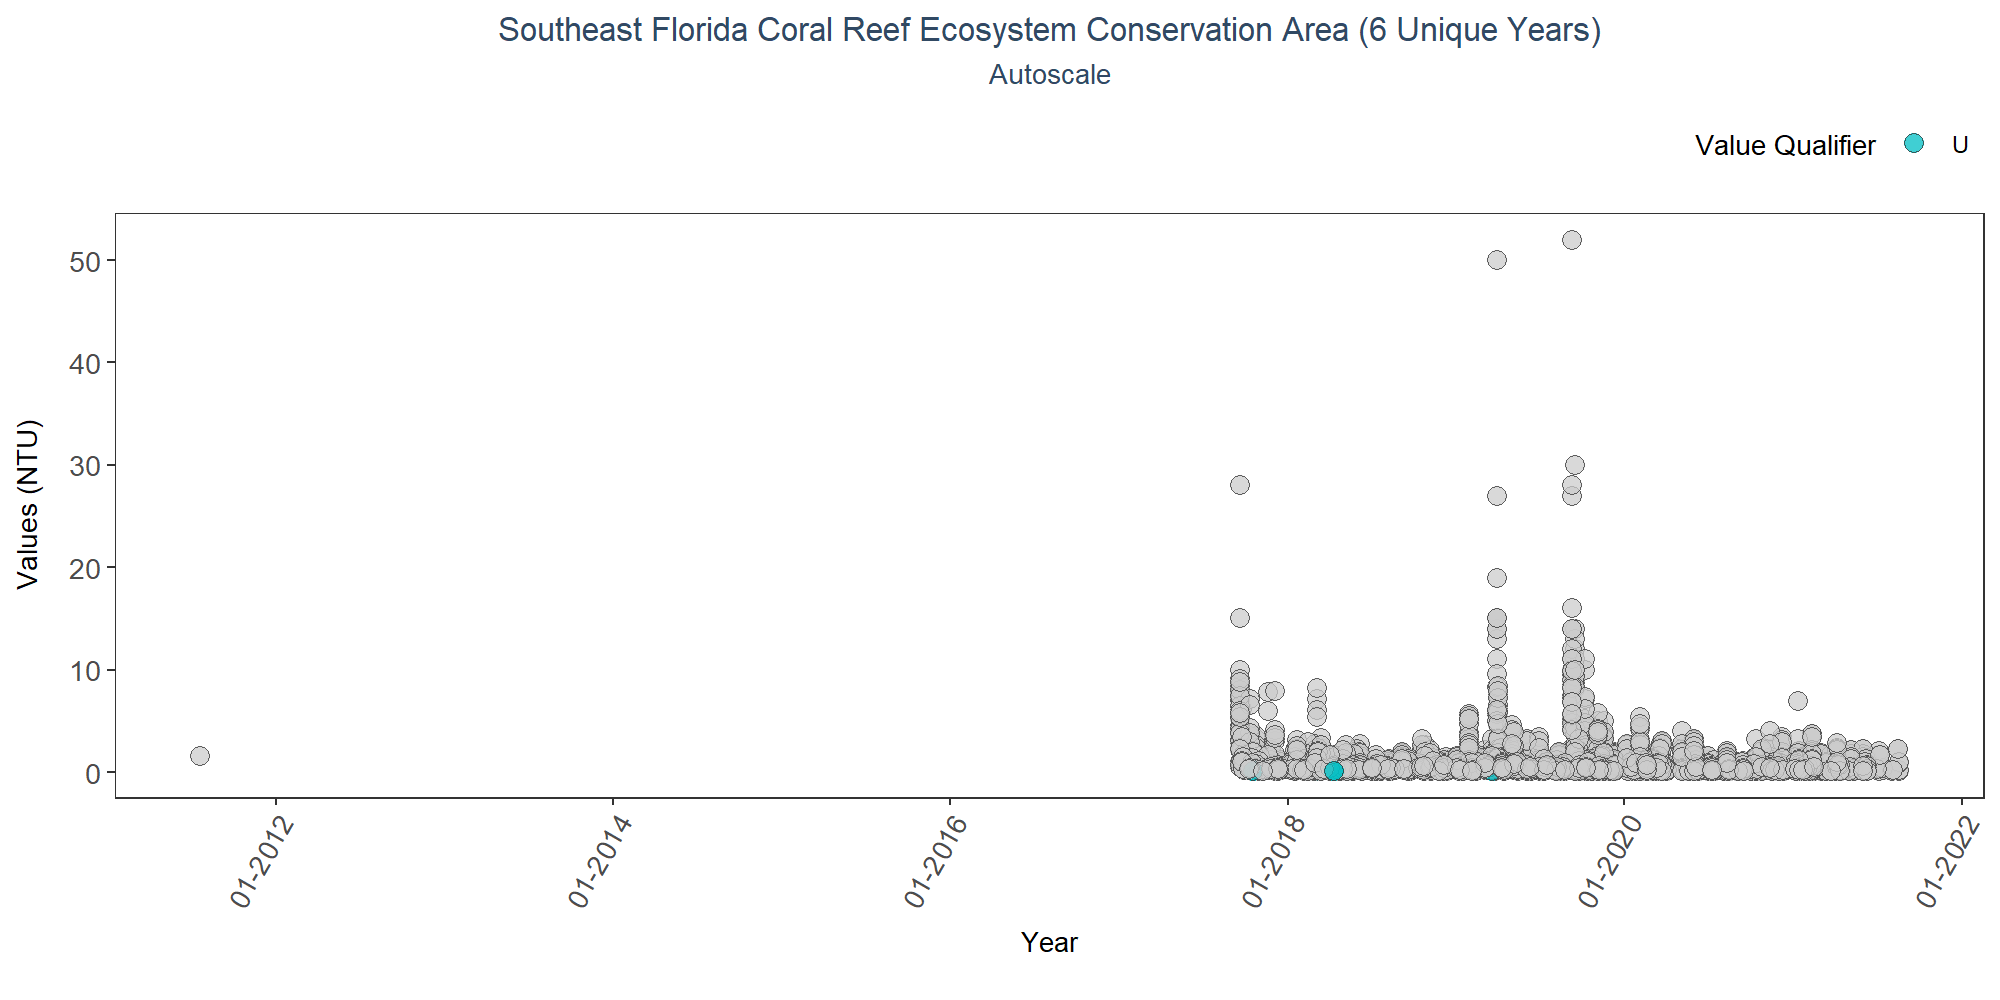 Southeast Florida Coral Reef Ecosystem Conservation Area (6 Unique Years)
Autoscale
Value Qualifier U
Values (NTU)
50
40
30
20
10
0
01-2012
01-2014
01-2016
01-2018
01-2020
01-2022
Year